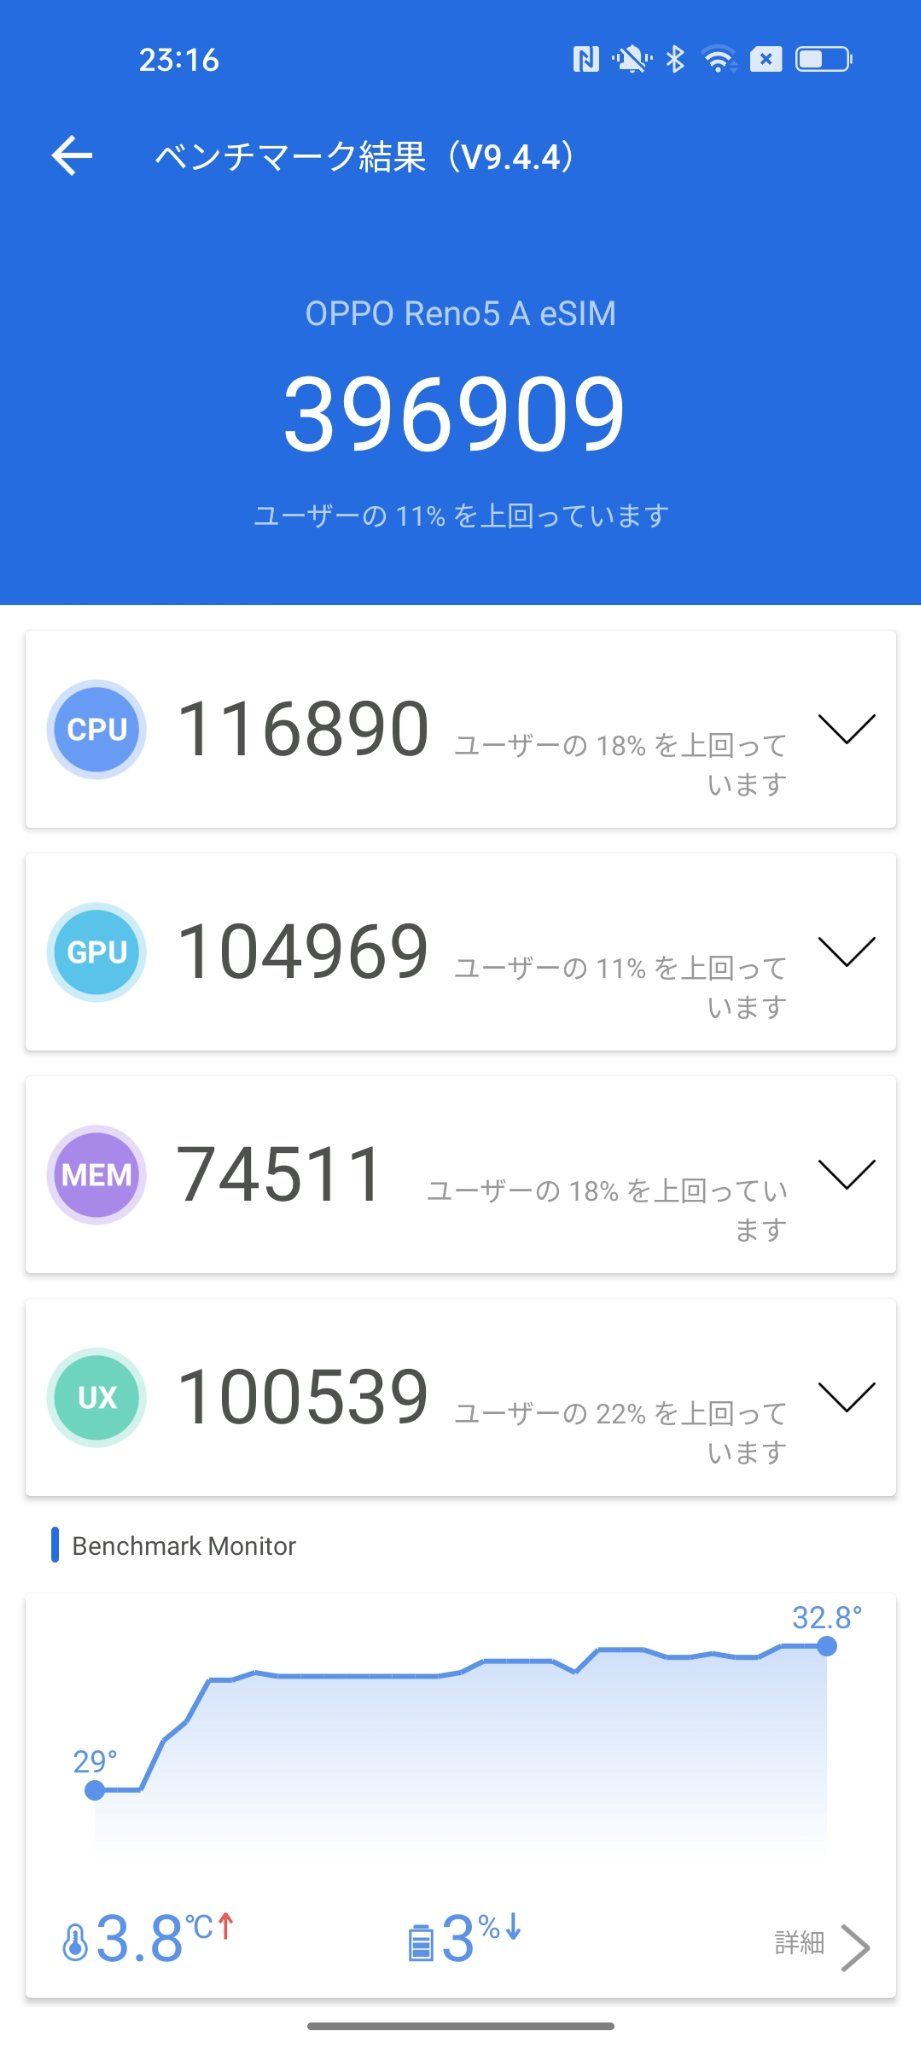 23:16
ベンチマーク結果（V9.4.4）
OPPO Reno5 A eSIM
396909
ユーザーの 11% を上回っています
CPU
116890
ユーザーの 18% を上回って
います
GPU
104969
ユーザーの 11% を上回って
います
MEM
74511
ユーザーの 18% を上回ってい
ます
UX
100539
ユーザーの 22% を上回って
います
Benchmark Monitor
32.8°
29°
3.8℃↑
3%↓
詳細